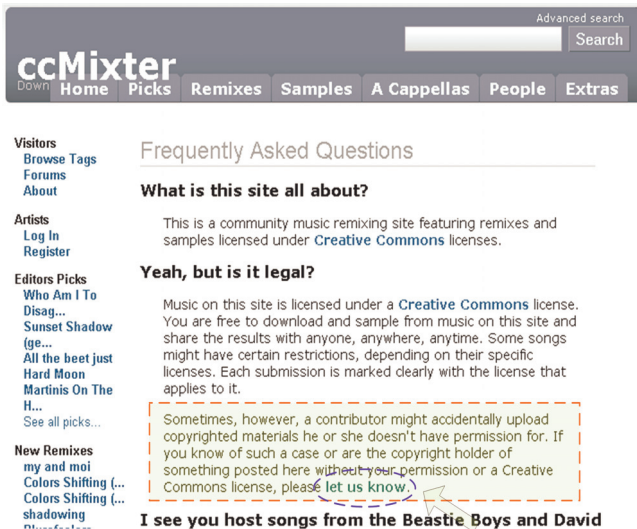 Advanced search
Search
ccMixter
Down
Home Picks Remixes Samples A Cappellas People Extras
Visitors
Browse Tags
Forums
About
Artists
Log In
Register
Editors Picks
Who Am I To
Disag...
Sunset Shadow
(ge...
All the beet just
Hard Moon
Martinis On The
H...
See all picks...
New Remixes
my and moi
Colors Shifting (...
Colors Shifting (...
shadowing
Frequently Asked Questions
What is this site all about?
This is a community music remixing site featuring remixes and
samples licensed under Creative Commons licenses.
Yeah, but is it legal?
Music on this site is licensed under a Creative Commons license.
You are free to download and sample from music on this site and
share the results with anyone, anywhere, anytime. Some songs
might have certain restrictions, depending on their specific
licenses. Each submission is marked clearly with the license that
applies to it.
Sometimes, however, a contributor might accidentally upload
copyrighted materials he or she doesn't have permission for. If
you know of such a case or are the copyright holder of
something posted here without your permission or a Creative
Commons license, please let us know.
I see you host songs from the Beastie Boys and David